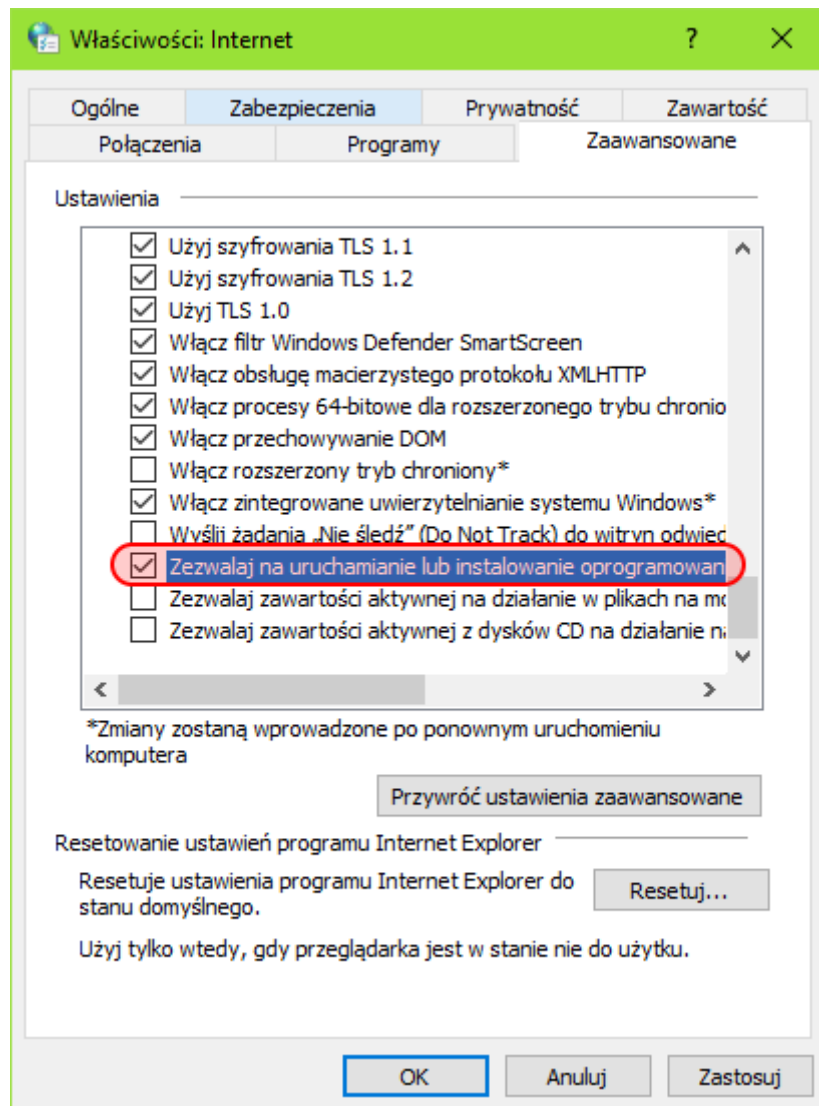 Właściwości: Internet
Ogólne Zabezpieczenia Prywatność Zawartość
Połączenia Programy Zaawansowane
Ustawienia
Użyj szyfrowania TLS 1.1
Użyj szyfrowania TLS 1.2
Użyj TLS 1.0
Włącz filtr Windows Defender SmartScreen
Włącz obsługę macierzystego protokołu XMLHTTP
Włącz procesy 64-bitowe dla rozszerzonego trybu chronio
Włącz przechowywanie DOM
Włącz rozszerzony tryb chroniony*
Włącz zintegrowane uwierzytelnianie systemu Windows*
Wyślij żądania „Nie śledź” (Do Not Track) do witryn odwied
Zezwalaj na uruchamianie lub instalowanie oprogramowan
Zezwalaj zawartości aktywnej na działanie w plikach na mo
Zezwalaj zawartości aktywnej z dysków CD na działanie na
*Zmiany zostaną wprowadzone po ponownym uruchomieniu
komputera
Przywróć ustawienia zaawansowane
Resetowanie ustawień programu Internet Explorer
Resetuje ustawienia programu Internet Explorer do
stanu domyślnego.
Resetuj...
Użyj tylko wtedy, gdy przeglądarka jest w stanie nie do użytku.
OK Anuluj Zastosuj